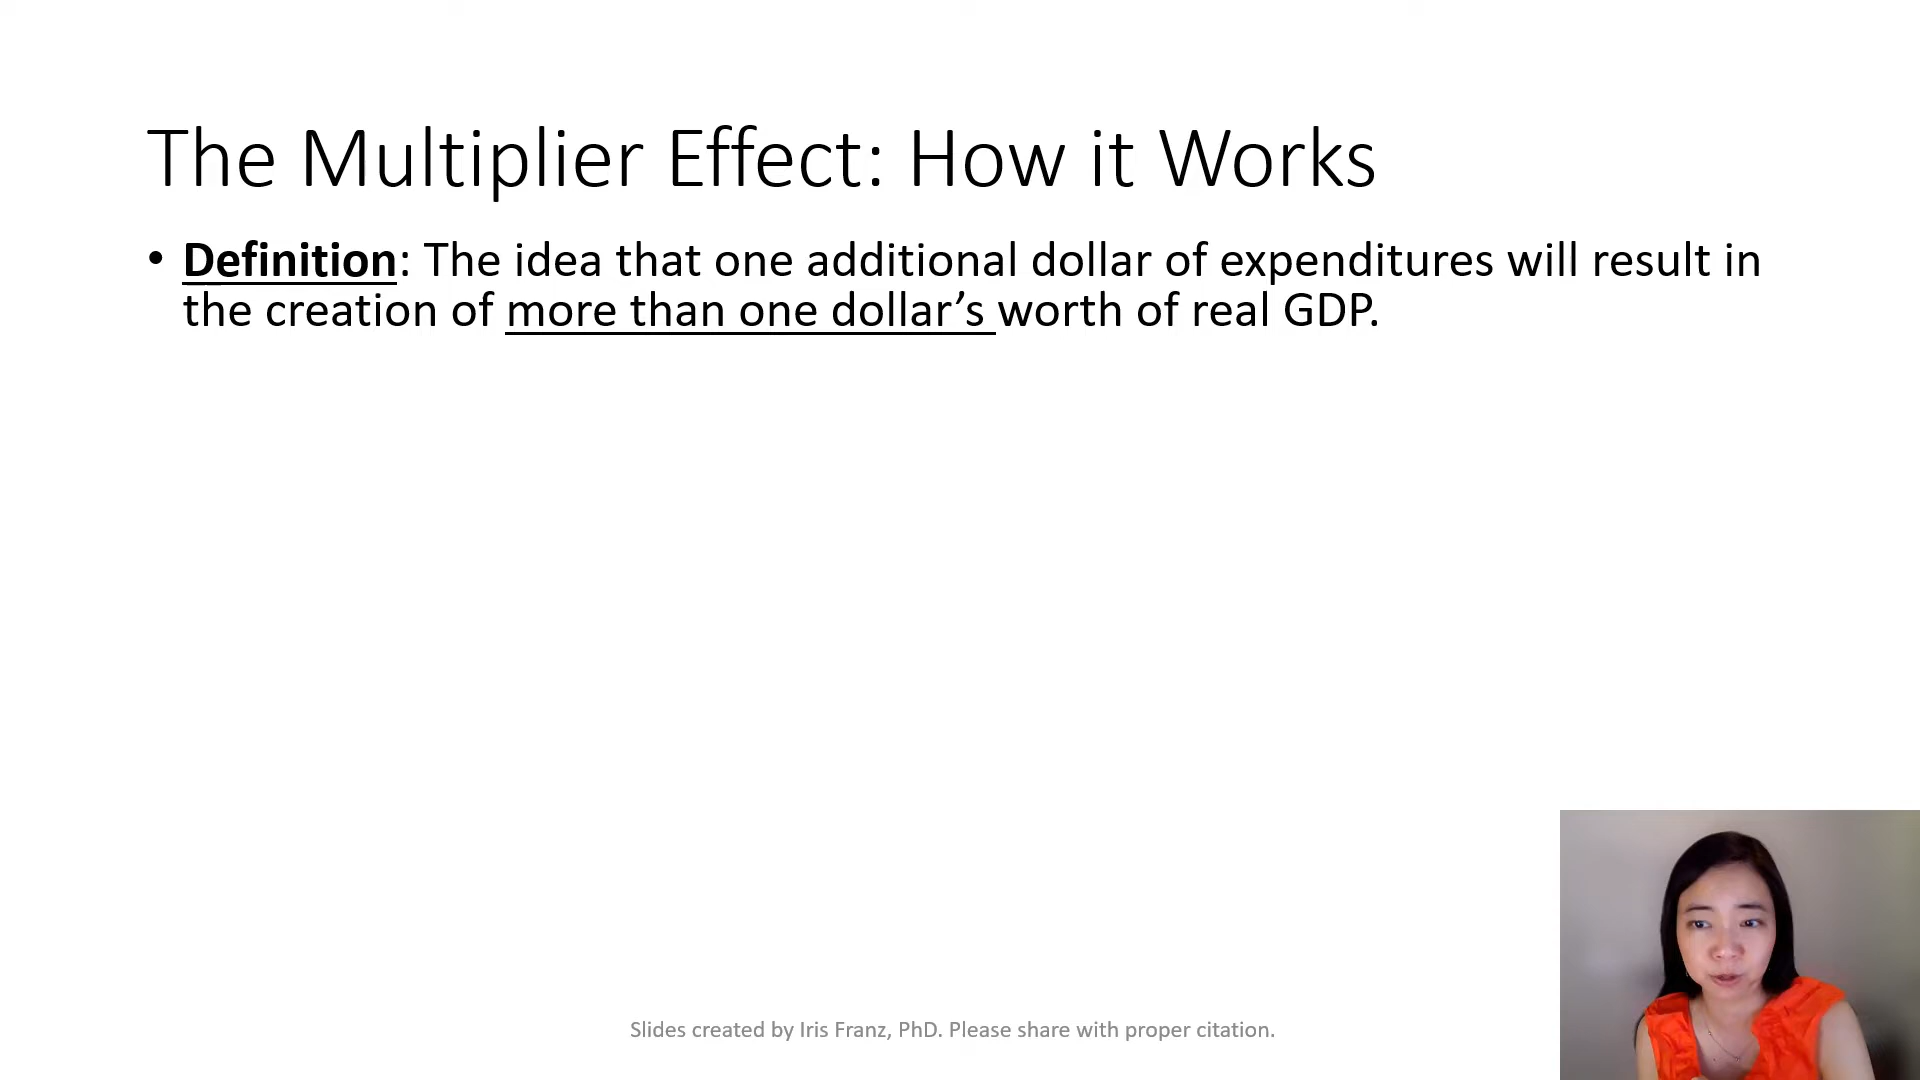 The Multiplier Effect: How it Works
• Definition: The idea that one additional dollar of expenditures will result in
the creation of more than one dollar’s worth of real GDP.
Slides created by Iris Franz, PhD. Please share with proper citation.